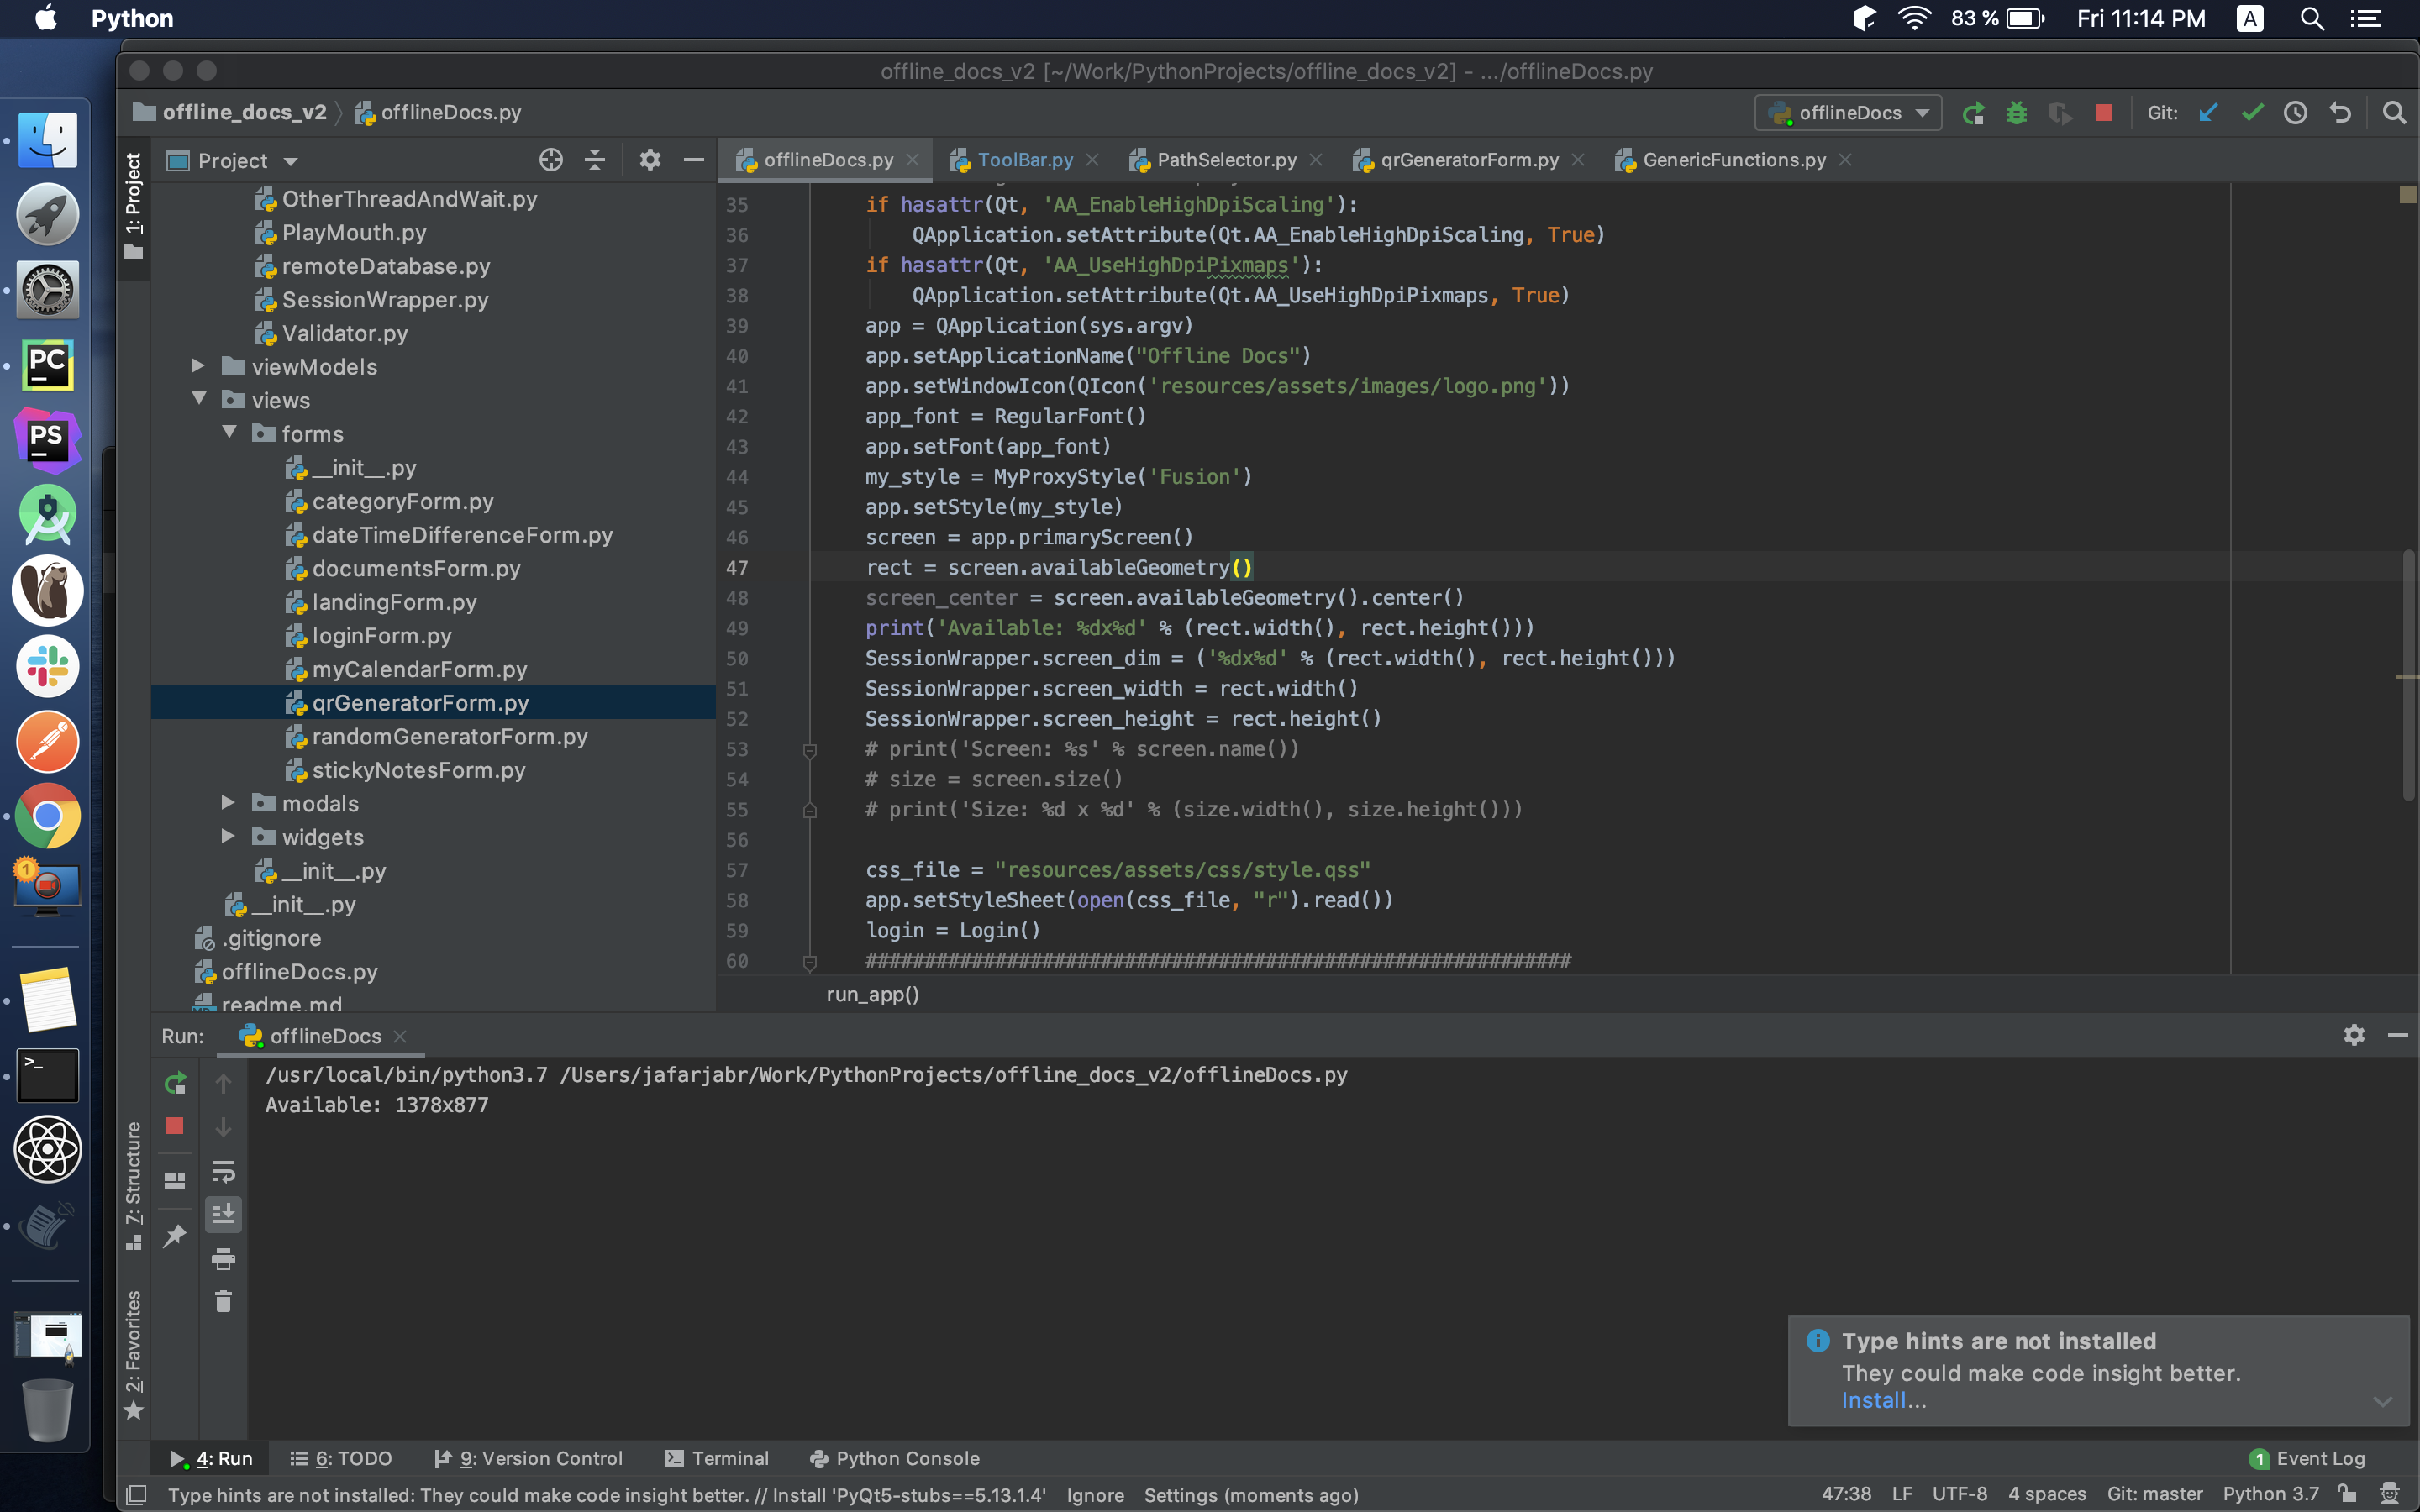 Python
83 %
Fri 11:14 PM
A
offline_docs_v2 [~/Work/PythonProjects/offline_docs_v2] - .../offlineDocs.py
offline_docs_v2
offlineDocs.py
offlineDocs
Git:
1: Project
Project
offlineDocs.py
ToolBar.py
PathSelector.py
qrGeneratorForm.py
GenericFunctions.py
OtherThreadAndWait.py
PlayMouth.py
remoteDatabase.py
SessionWrapper.py
Validator.py
viewModels
views
forms
__init__.py
categoryForm.py
dateTimeDifferenceForm.py
documentsForm.py
landingForm.py
loginForm.py
myCalendarForm.py
qrGeneratorForm.py
randomGeneratorForm.py
stickyNotesForm.py
modals
widgets
__init__.py
__init__.py
.gitignore
offlineDocs.py
readme.md
PC
PS
1
35 if hasattr(Qt, 'AA_EnableHighDpiScaling'):
36 QApplication.setAttribute(Qt.AA_EnableHighDpiScaling, True)
37 if hasattr(Qt, 'AA_UseHighDpiPixmaps'):
38 QApplication.setAttribute(Qt.AA_UseHighDpiPixmaps, True)
39 app = QApplication(sys.argv)
40 app.setApplicationName("Offline Docs")
41 app.setWindowIcon(QIcon('resources/assets/images/logo.png'))
42 app_font = RegularFont()
43 app.setFont(app_font)
44 my_style = MyProxyStyle('Fusion')
45 app.setStyle(my_style)
46 screen = app.primaryScreen()
47 rect = screen.availableGeometry()
48 screen_center = screen.availableGeometry().center()
49 print('Available: %dx%d' % (rect.width(), rect.height()))
50 SessionWrapper.screen_dim = ('%dx%d' % (rect.width(), rect.height()))
51 SessionWrapper.screen_width = rect.width()
52 SessionWrapper.screen_height = rect.height()
53 # print('Screen: %s' % screen.name())
54 # size = screen.size()
55 # print('Size: %d x %d' % (size.width(), size.height()))
56
57 css_file = "resources/assets/css/style.qss"
58 app.setStyleSheet(open(css_file, "r").read())
59 login = Login()
60 ############################################################
run_app()
Run:
offlineDocs
/usr/local/bin/python3.7 /Users/jafarjabr/Work/PythonProjects/offline_docs_v2/offlineDocs.py
Available: 1378x877
Z: Structure
2: Favorites
Type hints are not installed
They could make code insight better.
Install...
4: Run
6: TODO
9: Version Control
Terminal
Python Console
1 Event Log
Type hints are not installed: They could make code insight better. // Install 'PyQt5-stubs==5.13.1.4' Ignore Settings (moments ago)
47:38
LF
UTF-8
4 spaces
Git: master
Python 3.7